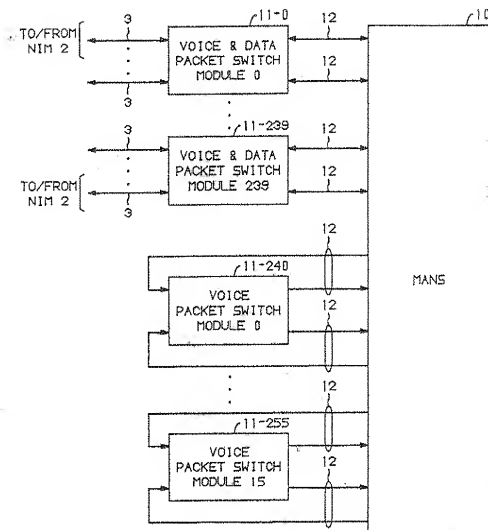 11-0
10
TO/FROM
NIM 2
3
VOICE & DATA
PACKET SWITCH
MODULE 0
12
12
3
11-239
3
VOICE & DATA
PACKET SWITCH
MODULE 239
12
12
TO/FROM
NIM 2
3
12
11-240
VOICE
PACKET SWITCH
MODULE 0
12
MANS
12
11-255
VOICE
PACKET SWITCH
MODULE 15
12